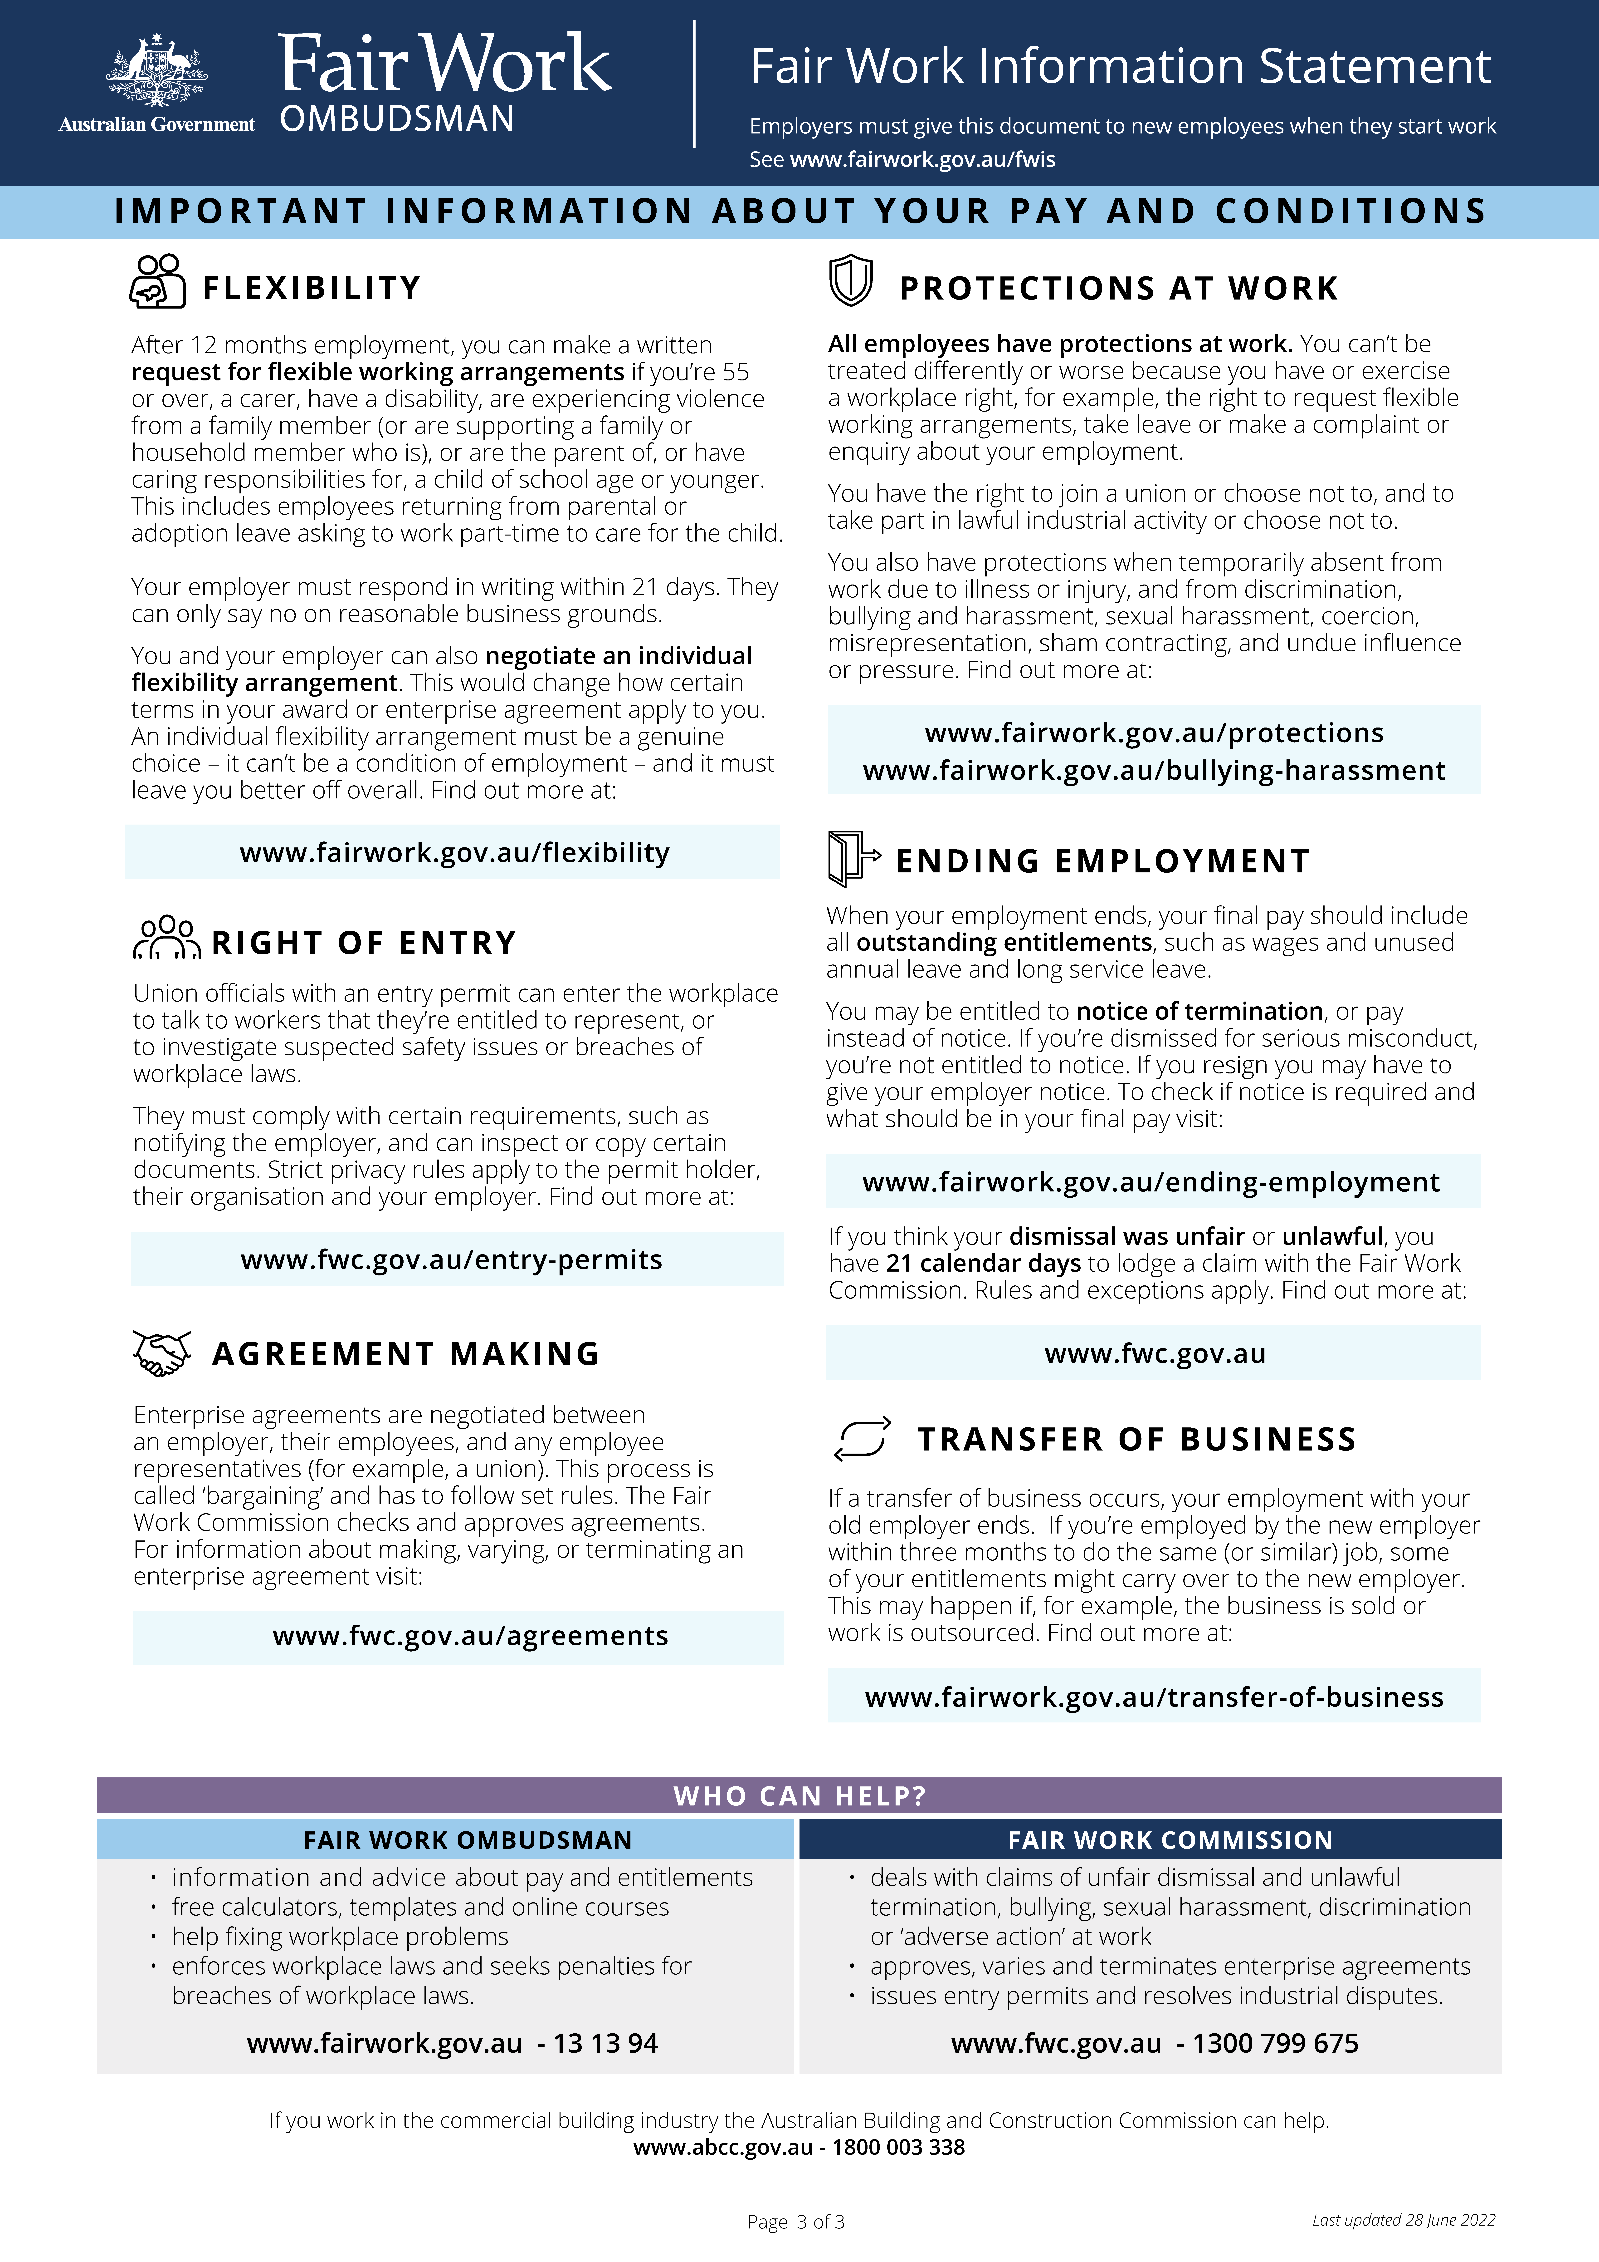 Australian Government
Fair Work
OMBUDSMAN
Fair Work Information Statement
Employers must give this document to new employees when they start work
See www.fairwork.gov.au/fwis
IMPORTANT INFORMATION ABOUT YOUR PAY AND CONDITIONS
FLEXIBILITY
After 12 months employment, you can make a written
request for flexible working arrangements if you're 55
or over, a carer, have a disability, are experiencing violence
from a family member (or are supporting a family or
household member who is), or are the parent of, or have
caring responsibilities for, a child of school age or younger.
This includes employees returning from parental or
adoption leave asking to work part-time to care for the child.
Your employer must respond in writing within 21 days. They
can only say no on reasonable business grounds.
You and your employer can also negotiate an individual
flexibility arrangement. This would change how certain
terms in your award or enterprise agreement apply to you.
An individual flexibility arrangement must be a genuine
choice – it can't be a condition of employment – and it must
leave you better off overall. Find out more at:
www.fairwork.gov.au/flexibility
RIGHT OF ENTRY
Union officials with an entry permit can enter the workplace
to talk to workers that they're entitled to represent, or
to investigate suspected safety issues or breaches of
workplace laws.
They must comply with certain requirements, such as
notifying the employer, and can inspect or copy certain
documents. Strict privacy rules apply to the permit holder,
their organisation and your employer. Find out more at:
www.fwc.gov.au/entry-permits
AGREEMENT MAKING
Enterprise agreements are negotiated between
an employer, their employees, and any employee
representatives (for example, a union). This process is
called 'bargaining' and has to follow set rules. The Fair
Work Commission checks and approves agreements.
For information about making, varying, or terminating an
enterprise agreement visit:
www.fwc.gov.au/agreements
PROTECTIONS AT WORK
All employees have protections at work. You can't be
treated differently or worse because you have or exercise
a workplace right, for example, the right to request flexible
working arrangements, take leave or make a complaint or
enquiry about your employment.
You have the right to join a union or choose not to, and to
take part in lawful industrial activity or choose not to.
You also have protections when temporarily absent from
work due to illness or injury, and from discrimination,
bullying and harassment, sexual harassment, coercion,
misrepresentation, sham contracting, and undue influence
or pressure. Find out more at:
www.fairwork.gov.au/protections
www.fairwork.gov.au/bullying-harassment
ENDING EMPLOYMENT
When your employment ends, your final pay should include
all outstanding entitlements, such as wages and unused
annual leave and long service leave.
You may be entitled to notice of termination, or pay
instead of notice. If you're dismissed for serious misconduct,
you're not entitled to notice. If you resign you may have to
give your employer notice. To check if notice is required and
what should be in your final pay visit:
www.fairwork.gov.au/ending-employment
If you think your dismissal was unfair or unlawful, you
have 21 calendar days to lodge a claim with the Fair Work
Commission. Rules and exceptions apply. Find out more at:
www.fwc.gov.au
TRANSFER OF BUSINESS
If a transfer of business occurs, your employment with your
old employer ends.  If you're employed by the new employer
within three months to do the same (or similar) job, some
of your entitlements might carry over to the new employer.
This may happen if, for example, the business is sold or
work is outsourced. Find out more at:
www.fairwork.gov.au/transfer-of-business
WHO CAN HELP?
FAIR WORK OMBUDSMAN
• information and advice about pay and entitlements
• free calculators, templates and online courses
• help fixing workplace problems
• enforces workplace laws and seeks penalties for
breaches of workplace laws.
www.fairwork.gov.au - 13 13 94
FAIR WORK COMMISSION
• deals with claims of unfair dismissal and unlawful
termination, bullying, sexual harassment, discrimination
or 'adverse action' at work
• approves, varies and terminates enterprise agreements
• issues entry permits and resolves industrial disputes.
www.fwc.gov.au - 1300 799 675
If you work in the commercial building industry the Australian Building and Construction Commission can help.
www.abcc.gov.au - 1800 003 338
Page 3 of 3
Last updated 28 June 2022